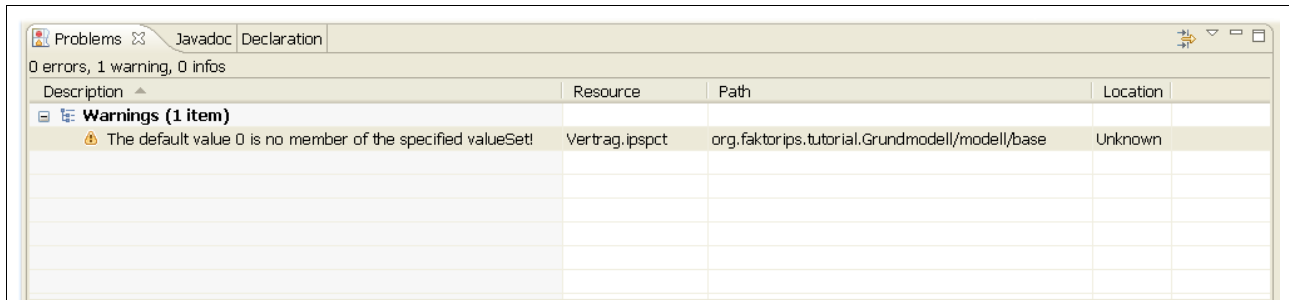 Problems Javadoc Declaration
0 errors, 1 warning, 0 infos
Description Resource Path Location
Warnings (1 item)
The default value 0 is no member of the specified valueSet! Vertrag.ipspct org.faktorips.tutorial.Grundmodell/modell/base Unknown